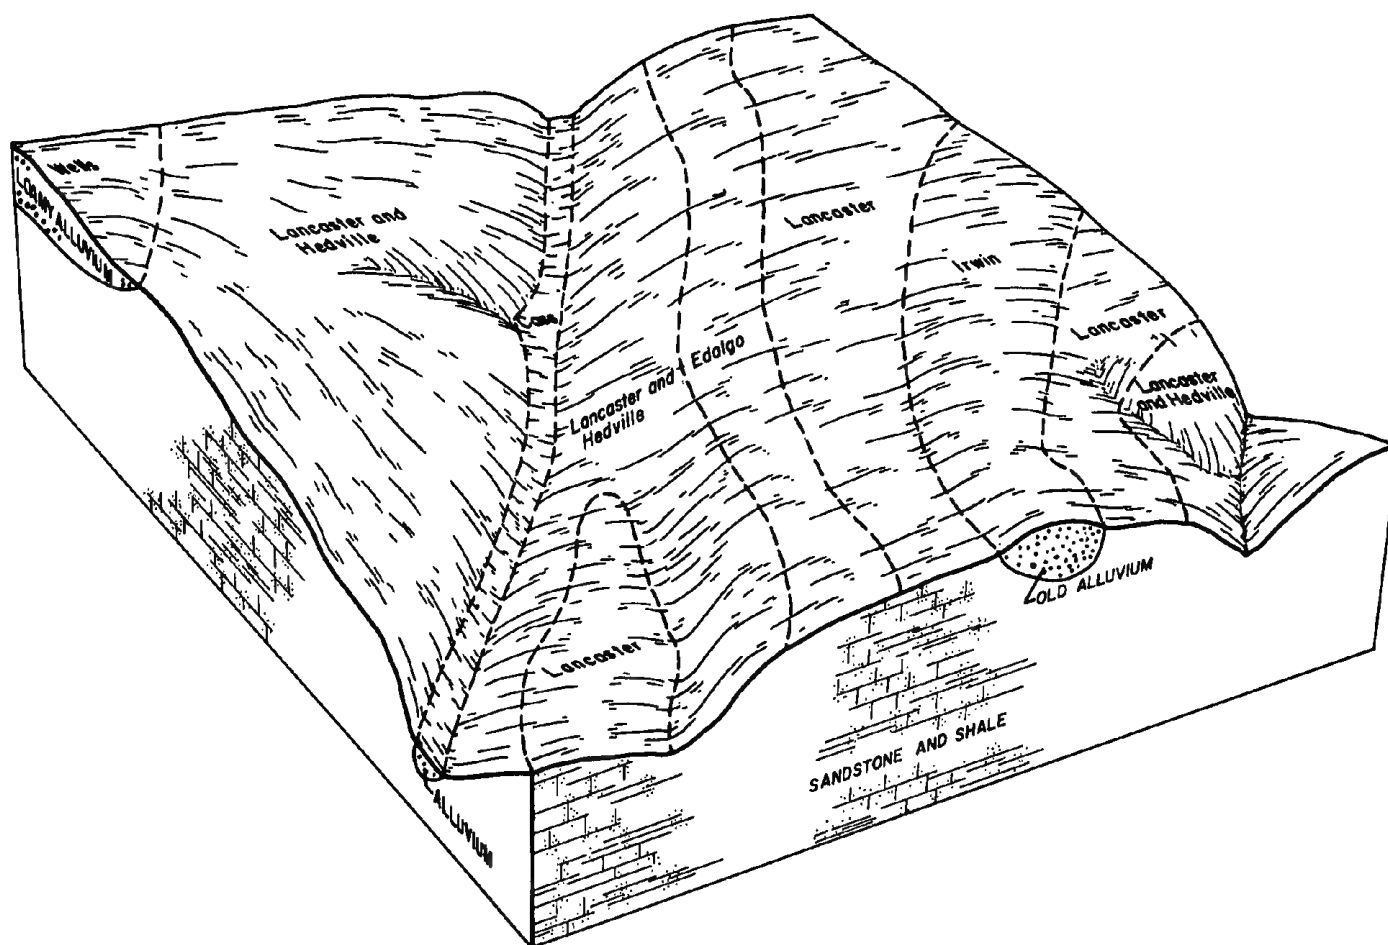 Wells
LOAMY ALLUVIUM
Lancaster and
Hedville
Lancaster
Irwin
Lancaster
Lancaster
and Hedville
Edalgo
Lancaster and
Hedville
Lancaster
OLD ALLUVIUM
SANDSTONE AND SHALE
ALLUVIUM